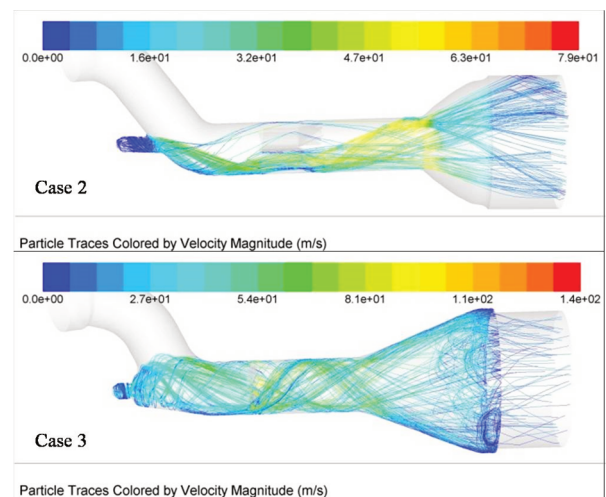 0.0e+00 1.6e+01 3.2e+01 4.7e+01 6.3e+01 7.9e+01
Case 2
Particle Traces Colored by Velocity Magnitude (m/s)
0.0e+00 2.7e+01 5.4e+01 8.1e+01 1.1e+02 1.4e+02
Case 3
Particle Traces Colored by Velocity Magnitude (m/s)